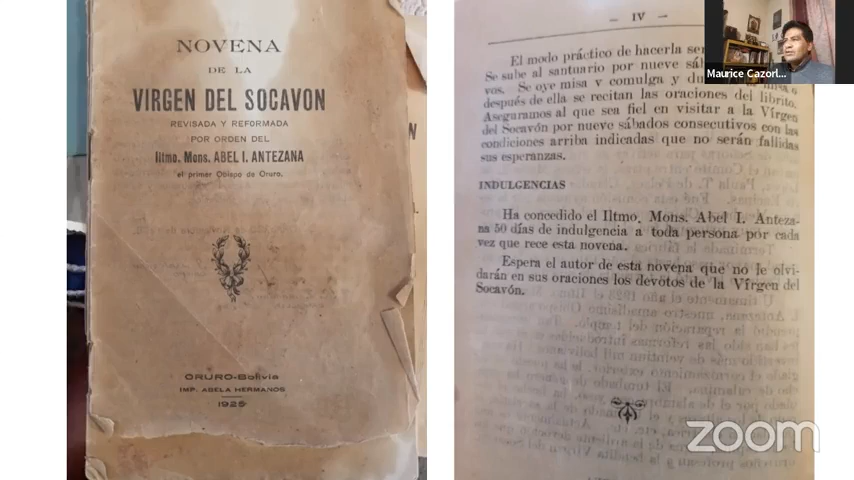 NOVENA
DE LA
VIRGEN DEL SOCAVON
REVISADA Y REFORMADA
POR ORDEN DEL
Iltmo. Mons. ABEL I. ANTEZANA
el primer Obispo de Oruro.
ORURO-Bolivia
IMP. ABELA HERMANOS
1925
— IV —
El modo práctico de hacerla
Se sube al santuario por nueve
vos. Se oye misa y comulga y
después de ella se recitan las oraciones del librito.
Aseguramos al que sea fiel en visitar a la Vírgen
del Socavón por nueve sábados consecutivos con las
condiciones arriba indicadas que no serán fallidas
sus esperanzas.
INDULGENCIAS
Ha concedido el Iltmo. Mons. Abel I. Anteza-
na 50 días de indulgencia a toda persona por cada
vez que rece esta novena.
Espera el autor de esta novena que no le olvi-
darán en sus oraciones los devotos de la Vírgen del
Socavón.
Maurice Cazorl...
zoom